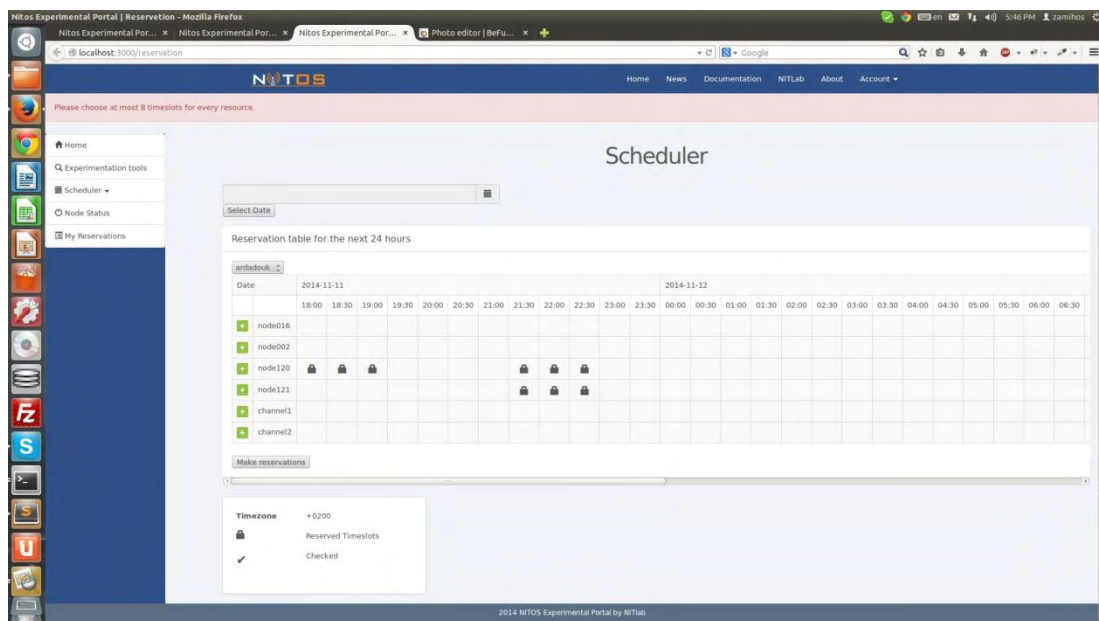 Nitos Experimental Portal | Reservetion - Mozilla Firefox
en 5:46 PM zamihos
Nitos Experimental Por... × Nitos Experimental Por... × Nitos Experimental Por... × Photo editor | BeFu... ×
localhost:3000/reservation
Google
NITOS
Home News Documentation NITLab About Account
Please choose at most 8 timeslots for every resource.
Home
Experimentation tools
Scheduler
Node Status
My Reservations
Scheduler
Select Date
Reservation table for the next 24 hours
ardadouk
Date 2014-11-11 2014-11-12
18:00 18:30 19:00 19:30 20:00 20:30 21:00 21:30 22:00 22:30 23:00 23:30 00:00 00:30 01:00 01:30 02:00 02:30 03:00 03:30 04:00 04:30 05:00 05:30 06:00 06:30
node016
node002
node120
node121
channel1
channel2
Make reservations
Timezone +0200
Reserved Timeslots
Checked
2014 NITOS Experimental Portal by NITlab